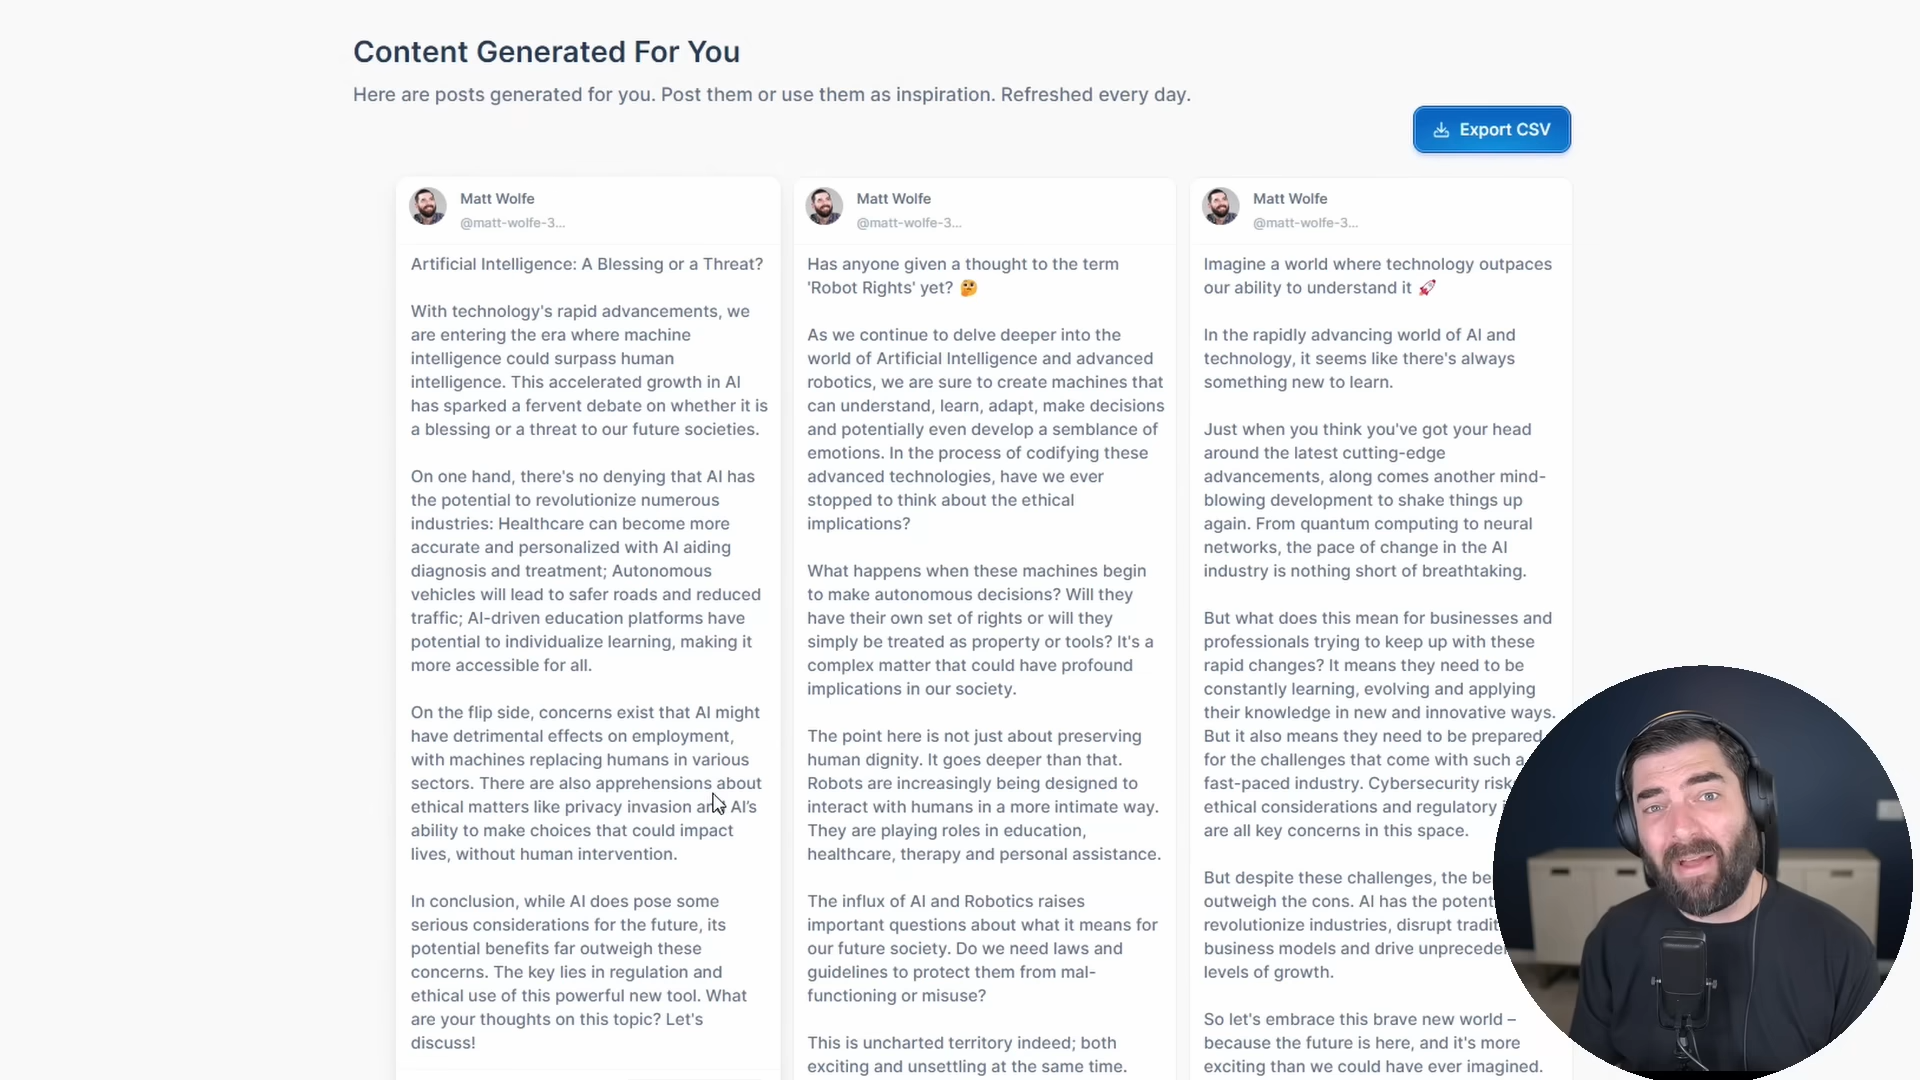 Content Generated For You
Here are posts generated for you. Post them or use them as inspiration. Refreshed every day.
Export CSV
Matt Wolfe
@matt-wolfe-3...
Artificial Intelligence: A Blessing or a Threat?
With technology's rapid advancements, we
are entering the era where machine
intelligence could surpass human
intelligence. This accelerated growth in AI
has sparked a fervent debate on whether it is
a blessing or a threat to our future societies.
On one hand, there's no denying that AI has
the potential to revolutionize numerous
industries: Healthcare can become more
accurate and personalized with AI aiding
diagnosis and treatment; Autonomous
vehicles will lead to safer roads and reduced
traffic; AI-driven education platforms have
potential to individualize learning, making it
more accessible for all.
On the flip side, concerns exist that AI might
have detrimental effects on employment,
with machines replacing humans in various
sectors. There are also apprehensions about
ethical matters like privacy invasion and AI's
ability to make choices that could impact
lives, without human intervention.
In conclusion, while AI does pose some
serious considerations for the future, its
potential benefits far outweigh these
concerns. The key lies in regulation and
ethical use of this powerful new tool. What
are your thoughts on this topic? Let's
discuss!
Matt Wolfe
@matt-wolfe-3...
Has anyone given a thought to the term
'Robot Rights' yet? 🤔
As we continue to delve deeper into the
world of Artificial Intelligence and advanced
robotics, we are sure to create machines that
can understand, learn, adapt, make decisions
and potentially even develop a semblance of
emotions. In the process of codifying these
advanced technologies, have we ever
stopped to think about the ethical
implications?
What happens when these machines begin
to make autonomous decisions? Will they
have their own set of rights or will they
simply be treated as property or tools? It's a
complex matter that could have profound
implications in our society.
The point here is not just about preserving
human dignity. It goes deeper than that.
Robots are increasingly being designed to
interact with humans in a more intimate way.
They are playing roles in education,
healthcare, therapy and personal assistance.
The influx of AI and Robotics raises
important questions about what it means for
our future society. Do we need laws and
guidelines to protect them from mal-
functioning or misuse?
This is uncharted territory indeed; both
exciting and unsettling at the same time.
Matt Wolfe
@matt-wolfe-3...
Imagine a world where technology outpaces
our ability to understand it 🚀
In the rapidly advancing world of AI and
technology, it seems like there's always
something new to learn.
Just when you think you've got your head
around the latest cutting-edge
advancements, along comes another mind-
blowing development to shake things up
again. From quantum computing to neural
networks, the pace of change in the AI
industry is nothing short of breathtaking.
But what does this mean for businesses and
professionals trying to keep up with these
rapid changes? It means they need to be
constantly learning, evolving and applying
their knowledge in new and innovative ways.
But it also means they need to be prepared
for the challenges that come with such a
fast-paced industry. Cybersecurity risk
ethical considerations and regulatory
are all key concerns in this space.
But despite these challenges, the
outweigh the cons. AI has the
revolutionize industries, disrupt
business models and drive
levels of growth.
So let's embrace this brave new world –
because the future is here, and it's more
exciting than we could have ever imagined.